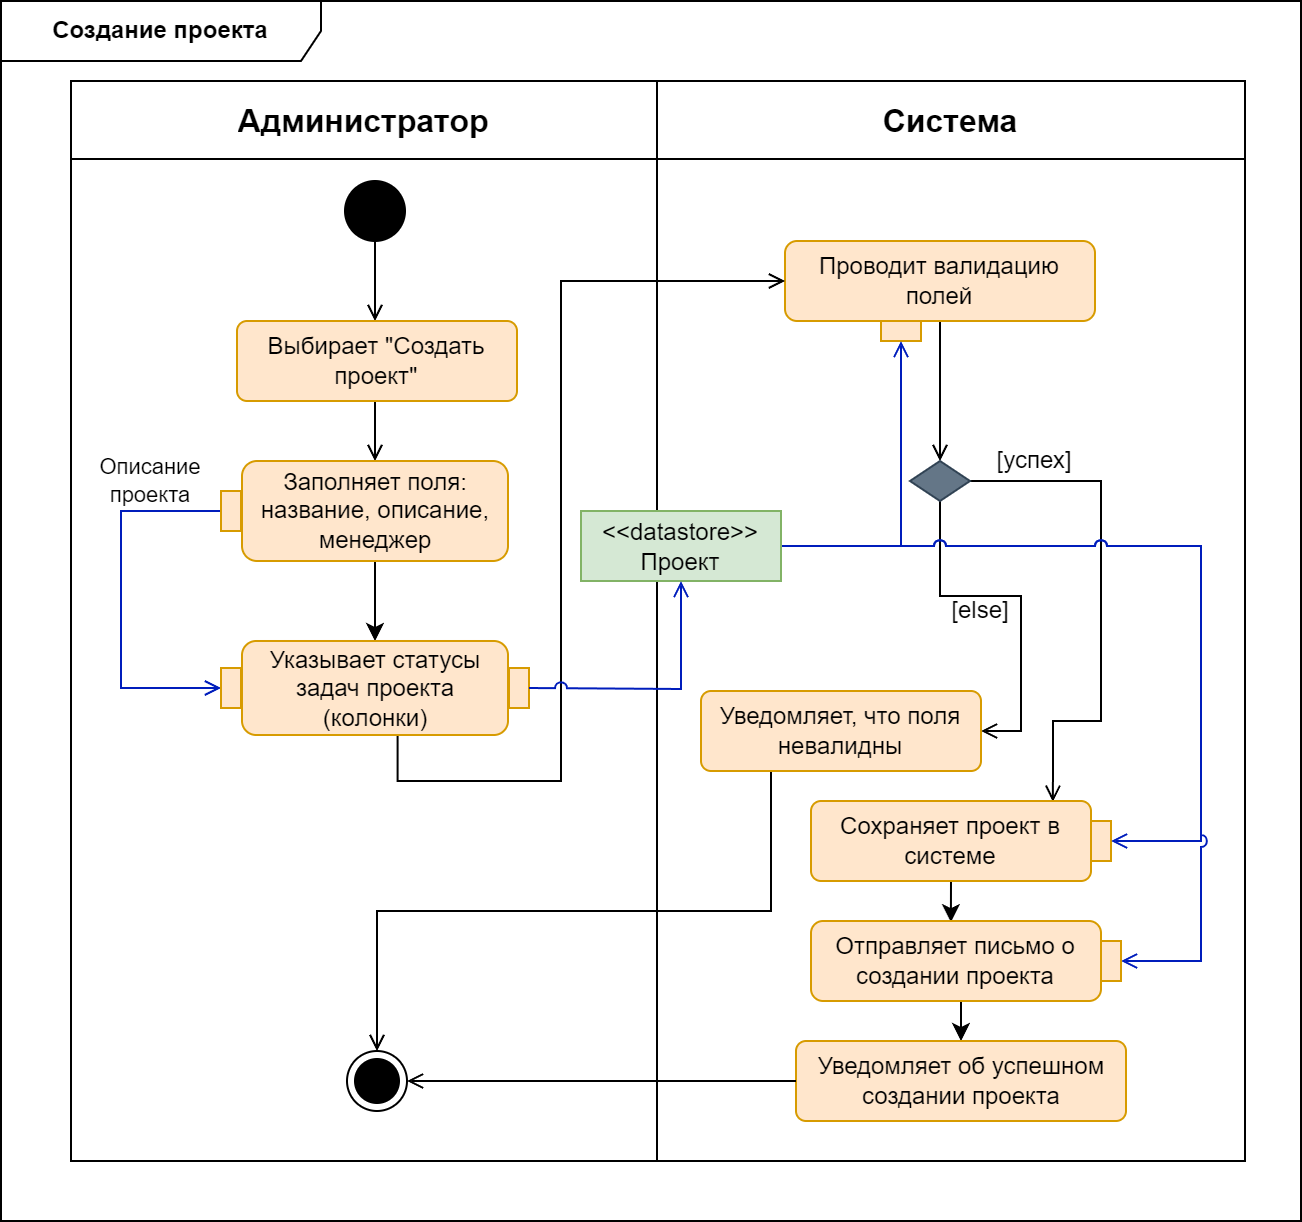 Создание проекта
Администратор
Система
Проводит валидацию
полей
Выбирает "Создать
проект"
Описание
проекта
Заполняет поля:
название, описание,
менеджер
[успех]
<<datastore>>
Проект
[else]
Указывает статусы
задач проекта
(колонки)
Уведомляет, что поля
невалидны
Сохраняет проект в
системе
Отправляет письмо о
создании проекта
Уведомляет об успешном
создании проекта